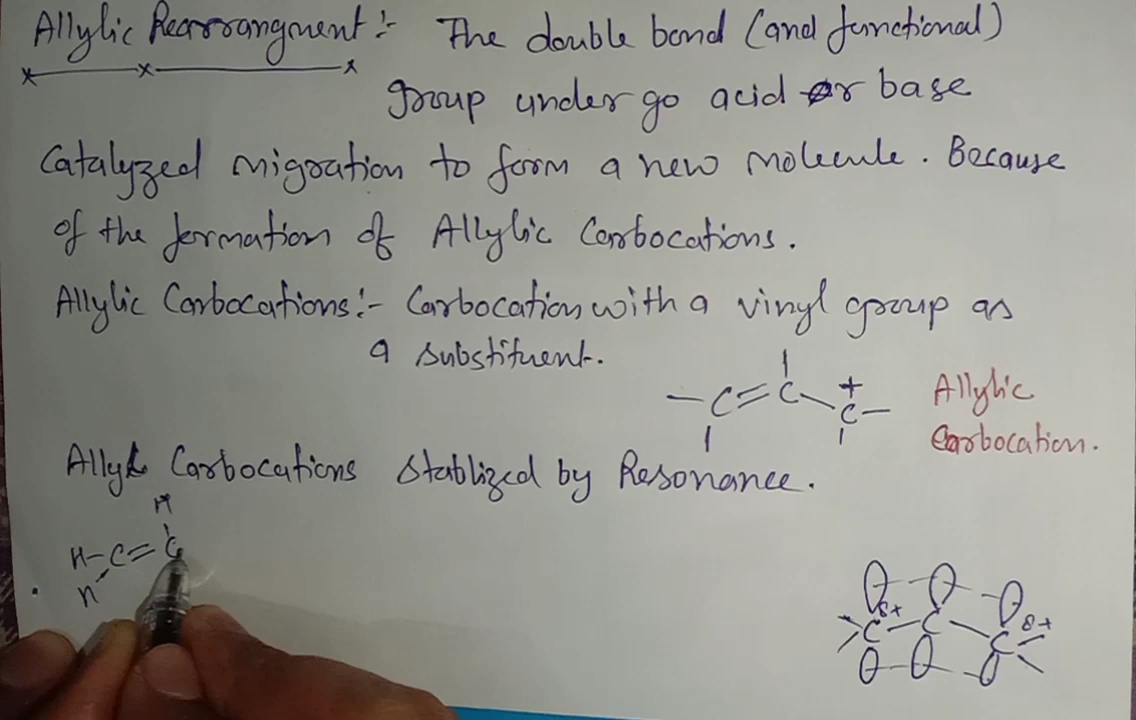 Allylic Rearrangment :- The double bond (and functional)
group under go acid or base
Catalyzed migration to form a new molecule. Because
of the formation of Allylic Carbocations.
Allylic Carbocations :- Carbocation with a vinyl group as
a substituent.
— C = C — C + —
Allylic
Carbocation.
Allyl Carbocations Stablized by Resonance.
H
H – C = C
H
δ+ δ+
C — C — C